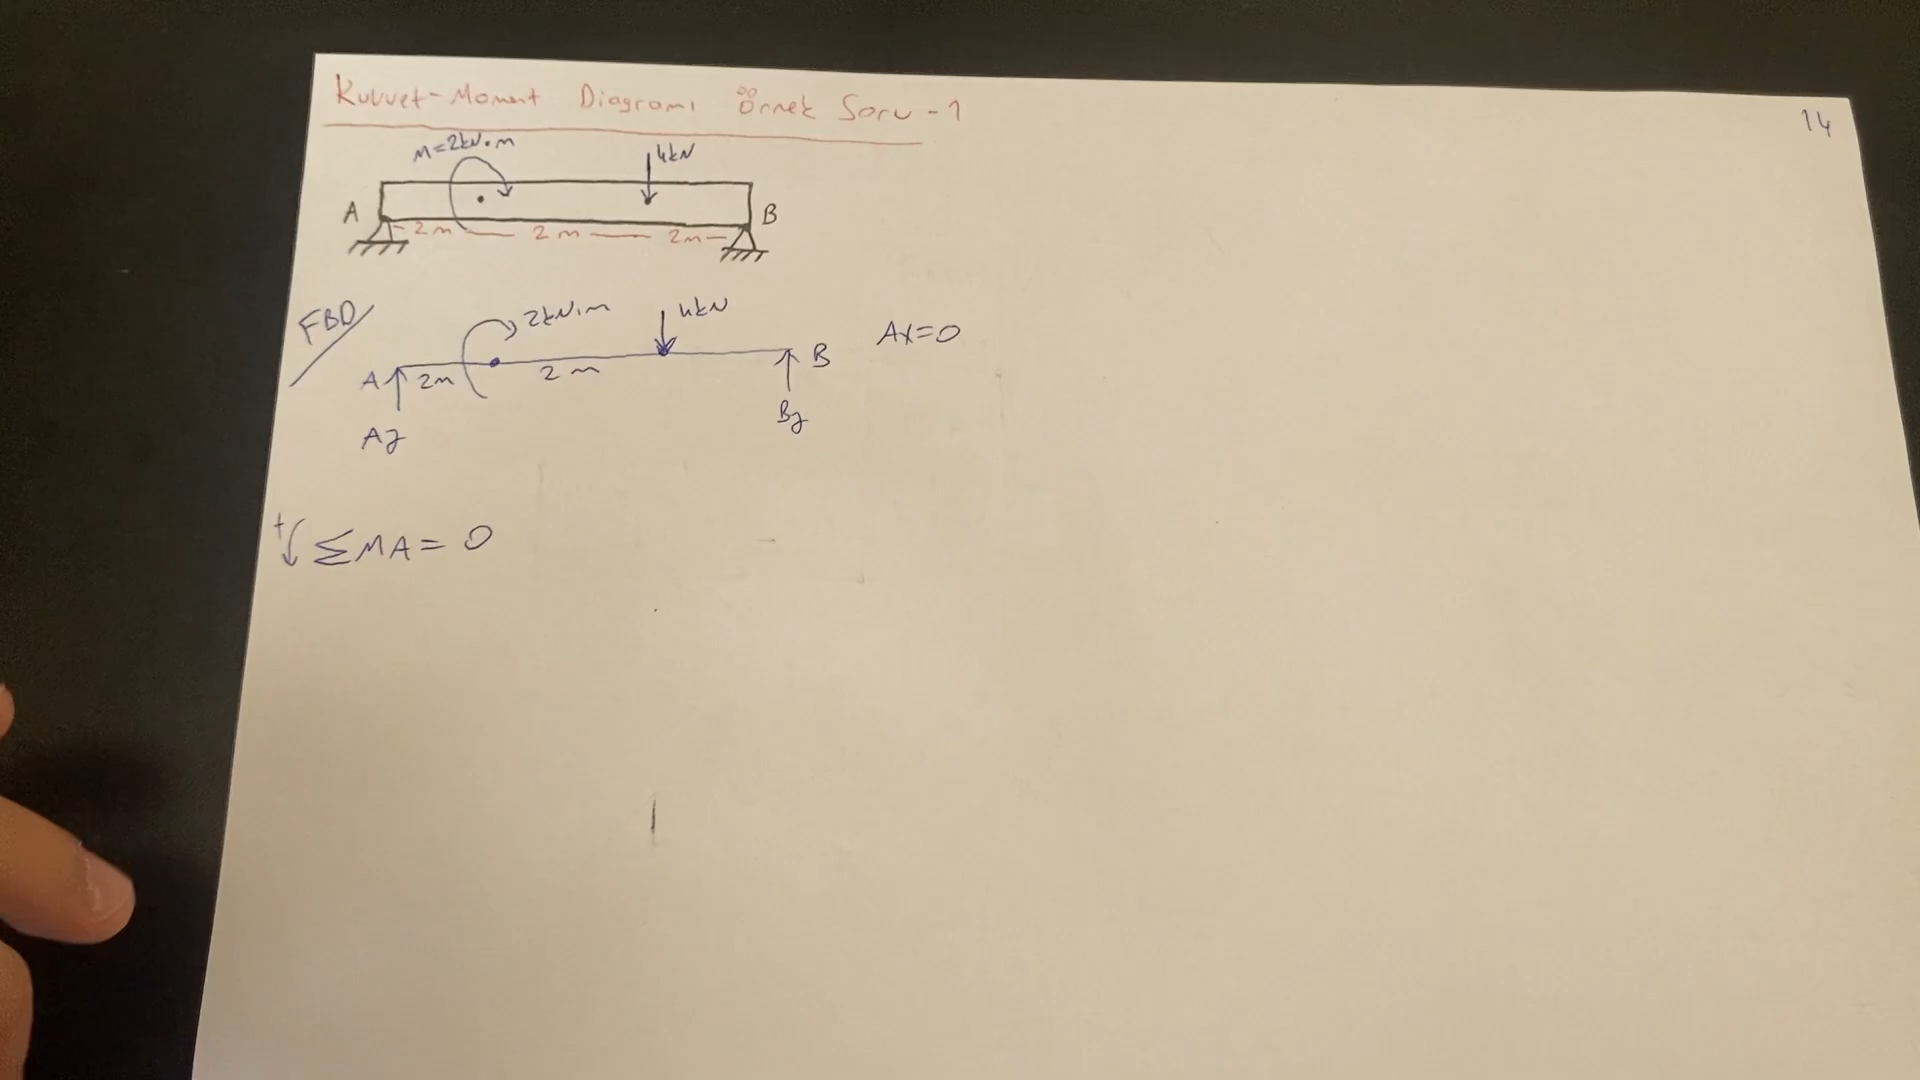 Kuvvet-Moment Diagramı Örnek Soru-1
14
M=2kN.m
4kN
A
B
2m
2m
2m
FBD
2kN.m
4kN
Ax=0
A
2m
2m
B
Ay
By
+ ΣMA=0